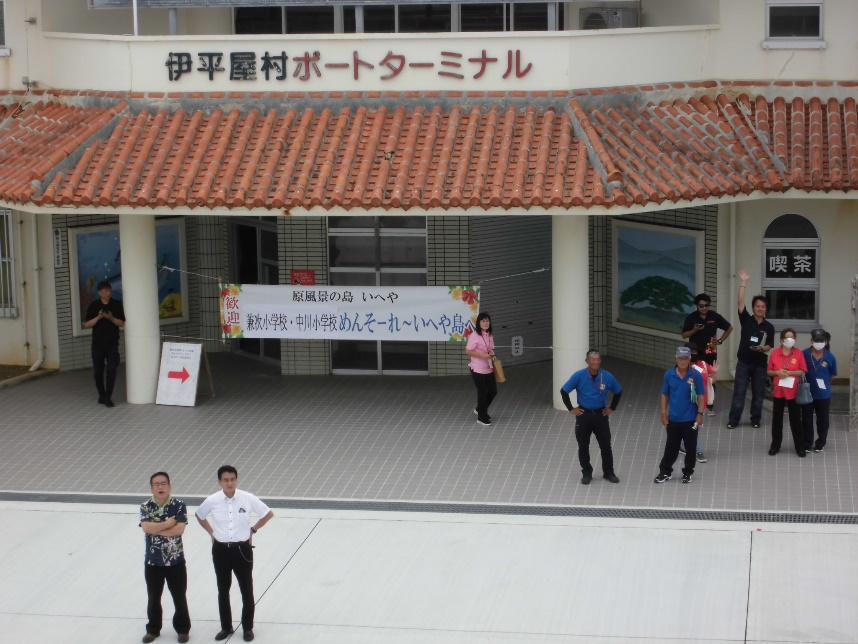 伊平屋村ポートターミナル
歓迎
原風景の島 いへや
兼次小学校・中川小学校 めんそーれ~いへや島へ
喫茶